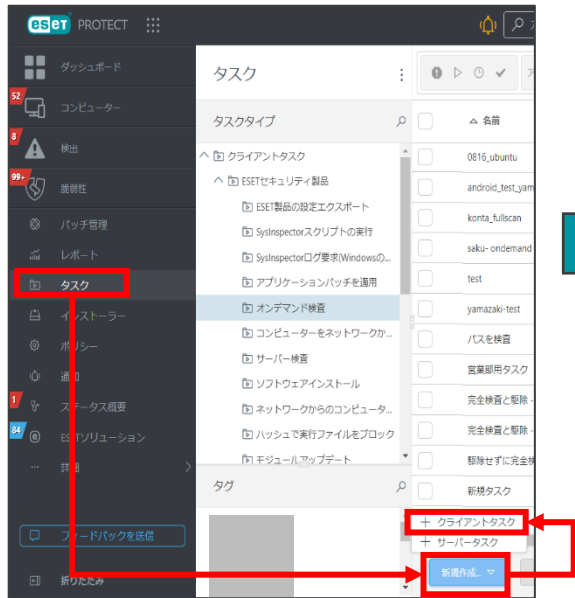 eset PROTECT
ダッシュボード
52
コンピューター
8
検出
99+
脆弱性
パッチ管理
レポート
タスク
インストーラー
ポリシー
通知
1
ステータス概要
84
ESETソリューション
詳細
フィードバックを送信
折りたたみ
タスク
タスクタイプ
クライアントタスク
ESETセキュリティ製品
ESET製品の設定エクスポート
SysInspectorスクリプトの実行
SysInspectorログ要求(Windowsの...
アプリケーションパッチを適用
オンデマンド検査
コンピューターをネットワークか...
サーバー検査
ソフトウェアインストール
ネットワークからのコンピュータ...
ハッシュで実行ファイルをブロック
モジュールアップデート
タグ
名前
0816_ubuntu
android_test_yam
konta_fullscan
saku- ondemand
test
yamazaki-test
パスを検査
営業部用タスク
完全検査と駆除 -
完全検査と駆除 -
駆除せずに完全検
新規タスク
クライアントタスク
サーバータスク
新規作成...